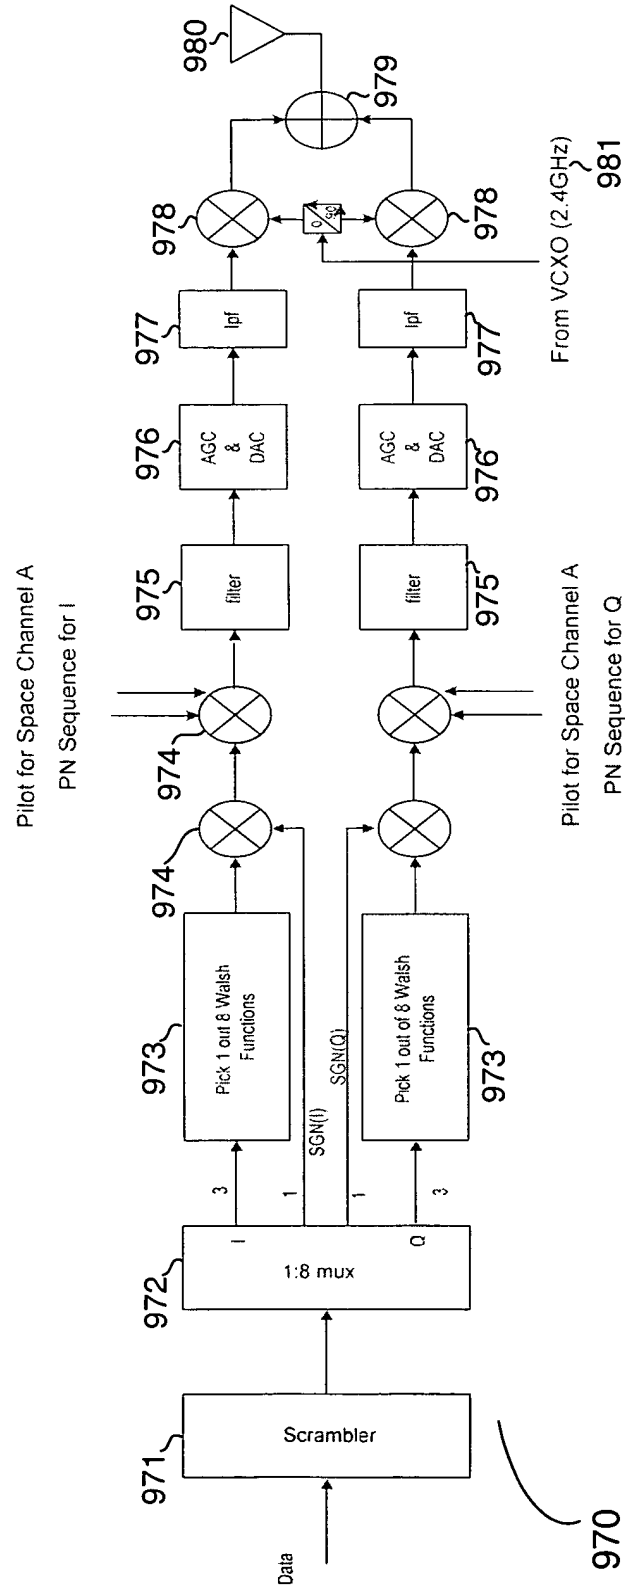 Data
971
Scrambler
970
972
1:8 mux
I
Q
3
1
SGN(I)
SGN(Q)
1
3
973
Pick 1 out 8 Walsh
Functions
Pick 1 out of 8 Walsh
Functions
973
974
974
Pilot for Space Channel A
PN Sequence for I
Pilot for Space Channel A
PN Sequence for Q
975
filter
filter
975
976
AGC
&
DAC
AGC
&
DAC
976
977
lpf
lpf
977
978
0
90
978
From VCXO (2.4GHz)
981
979
980